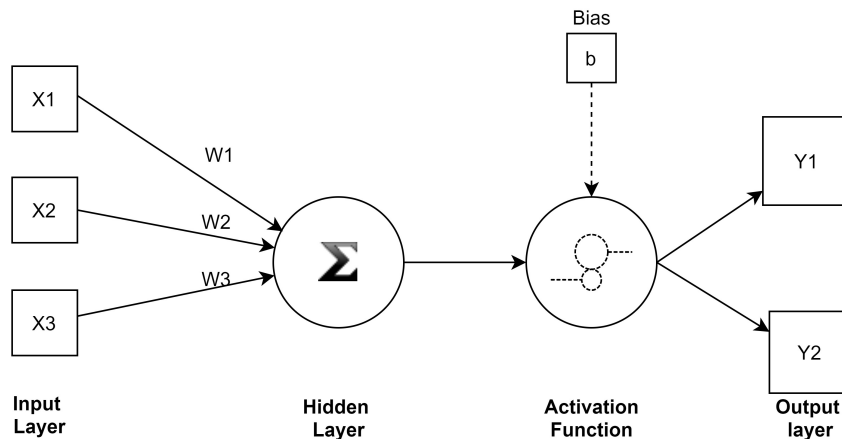 Bias
b
X1
W1
Y1
X2
W2
Σ
W3
X3
Y2
Input
Layer
Hidden
Layer
Activation
Function
Output
layer